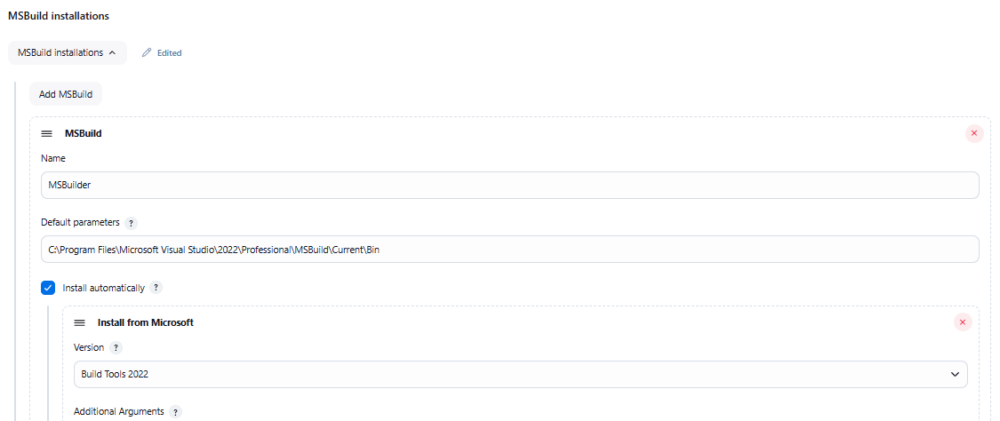 MSBuild installations
MSBuild installations Edited
Add MSBuild
MSBuild
Name
MSBuilder
Default parameters ?
C:\Program Files\Microsoft Visual Studio\2022\Professional\MSBuild\Current\Bin
Install automatically ?
Install from Microsoft
Version ?
Build Tools 2022
Additional Arguments ?